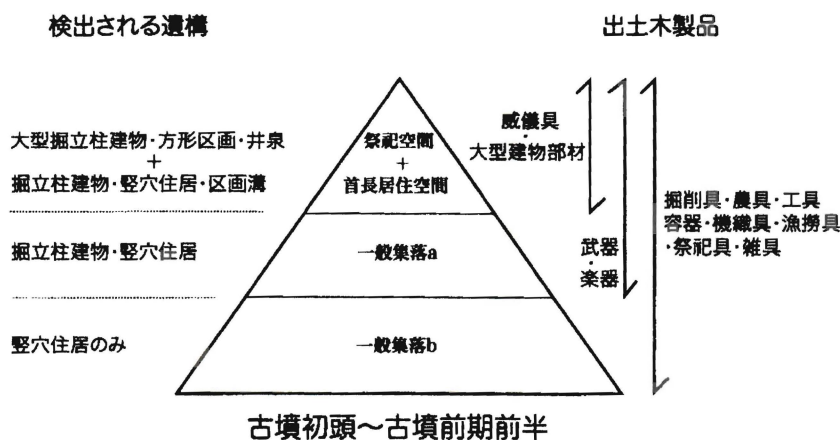 検出される遺構
出土木製品
大型掘立柱建物・方形区画・井泉
+
掘立柱建物・竪穴住居・区画溝
祭祀空間
+
首長居住空間
威儀具
・
大型建物部材
掘立柱建物・竪穴住居
一般集落a
武器
・
楽器
掘削具・農具・工具
容器・機織具・漁撈具
・祭祀具・雑具
竪穴住居のみ
一般集落b
古墳初頭～古墳前期前半